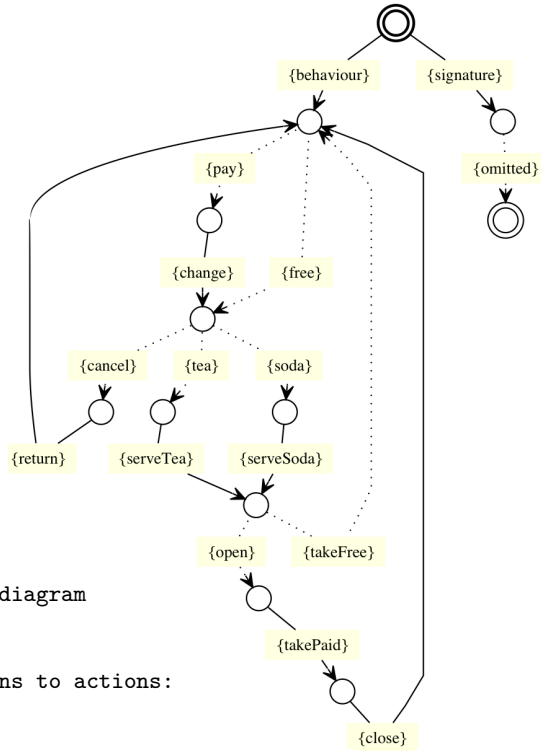 {behaviour} {signature}
{pay} {omitted}
{change} {free}
{cancel} {tea} {soda}
{return} {serveTea} {serveSoda}
{open} {takeFree}
diagram
{takePaid}
ns to actions:
{close}